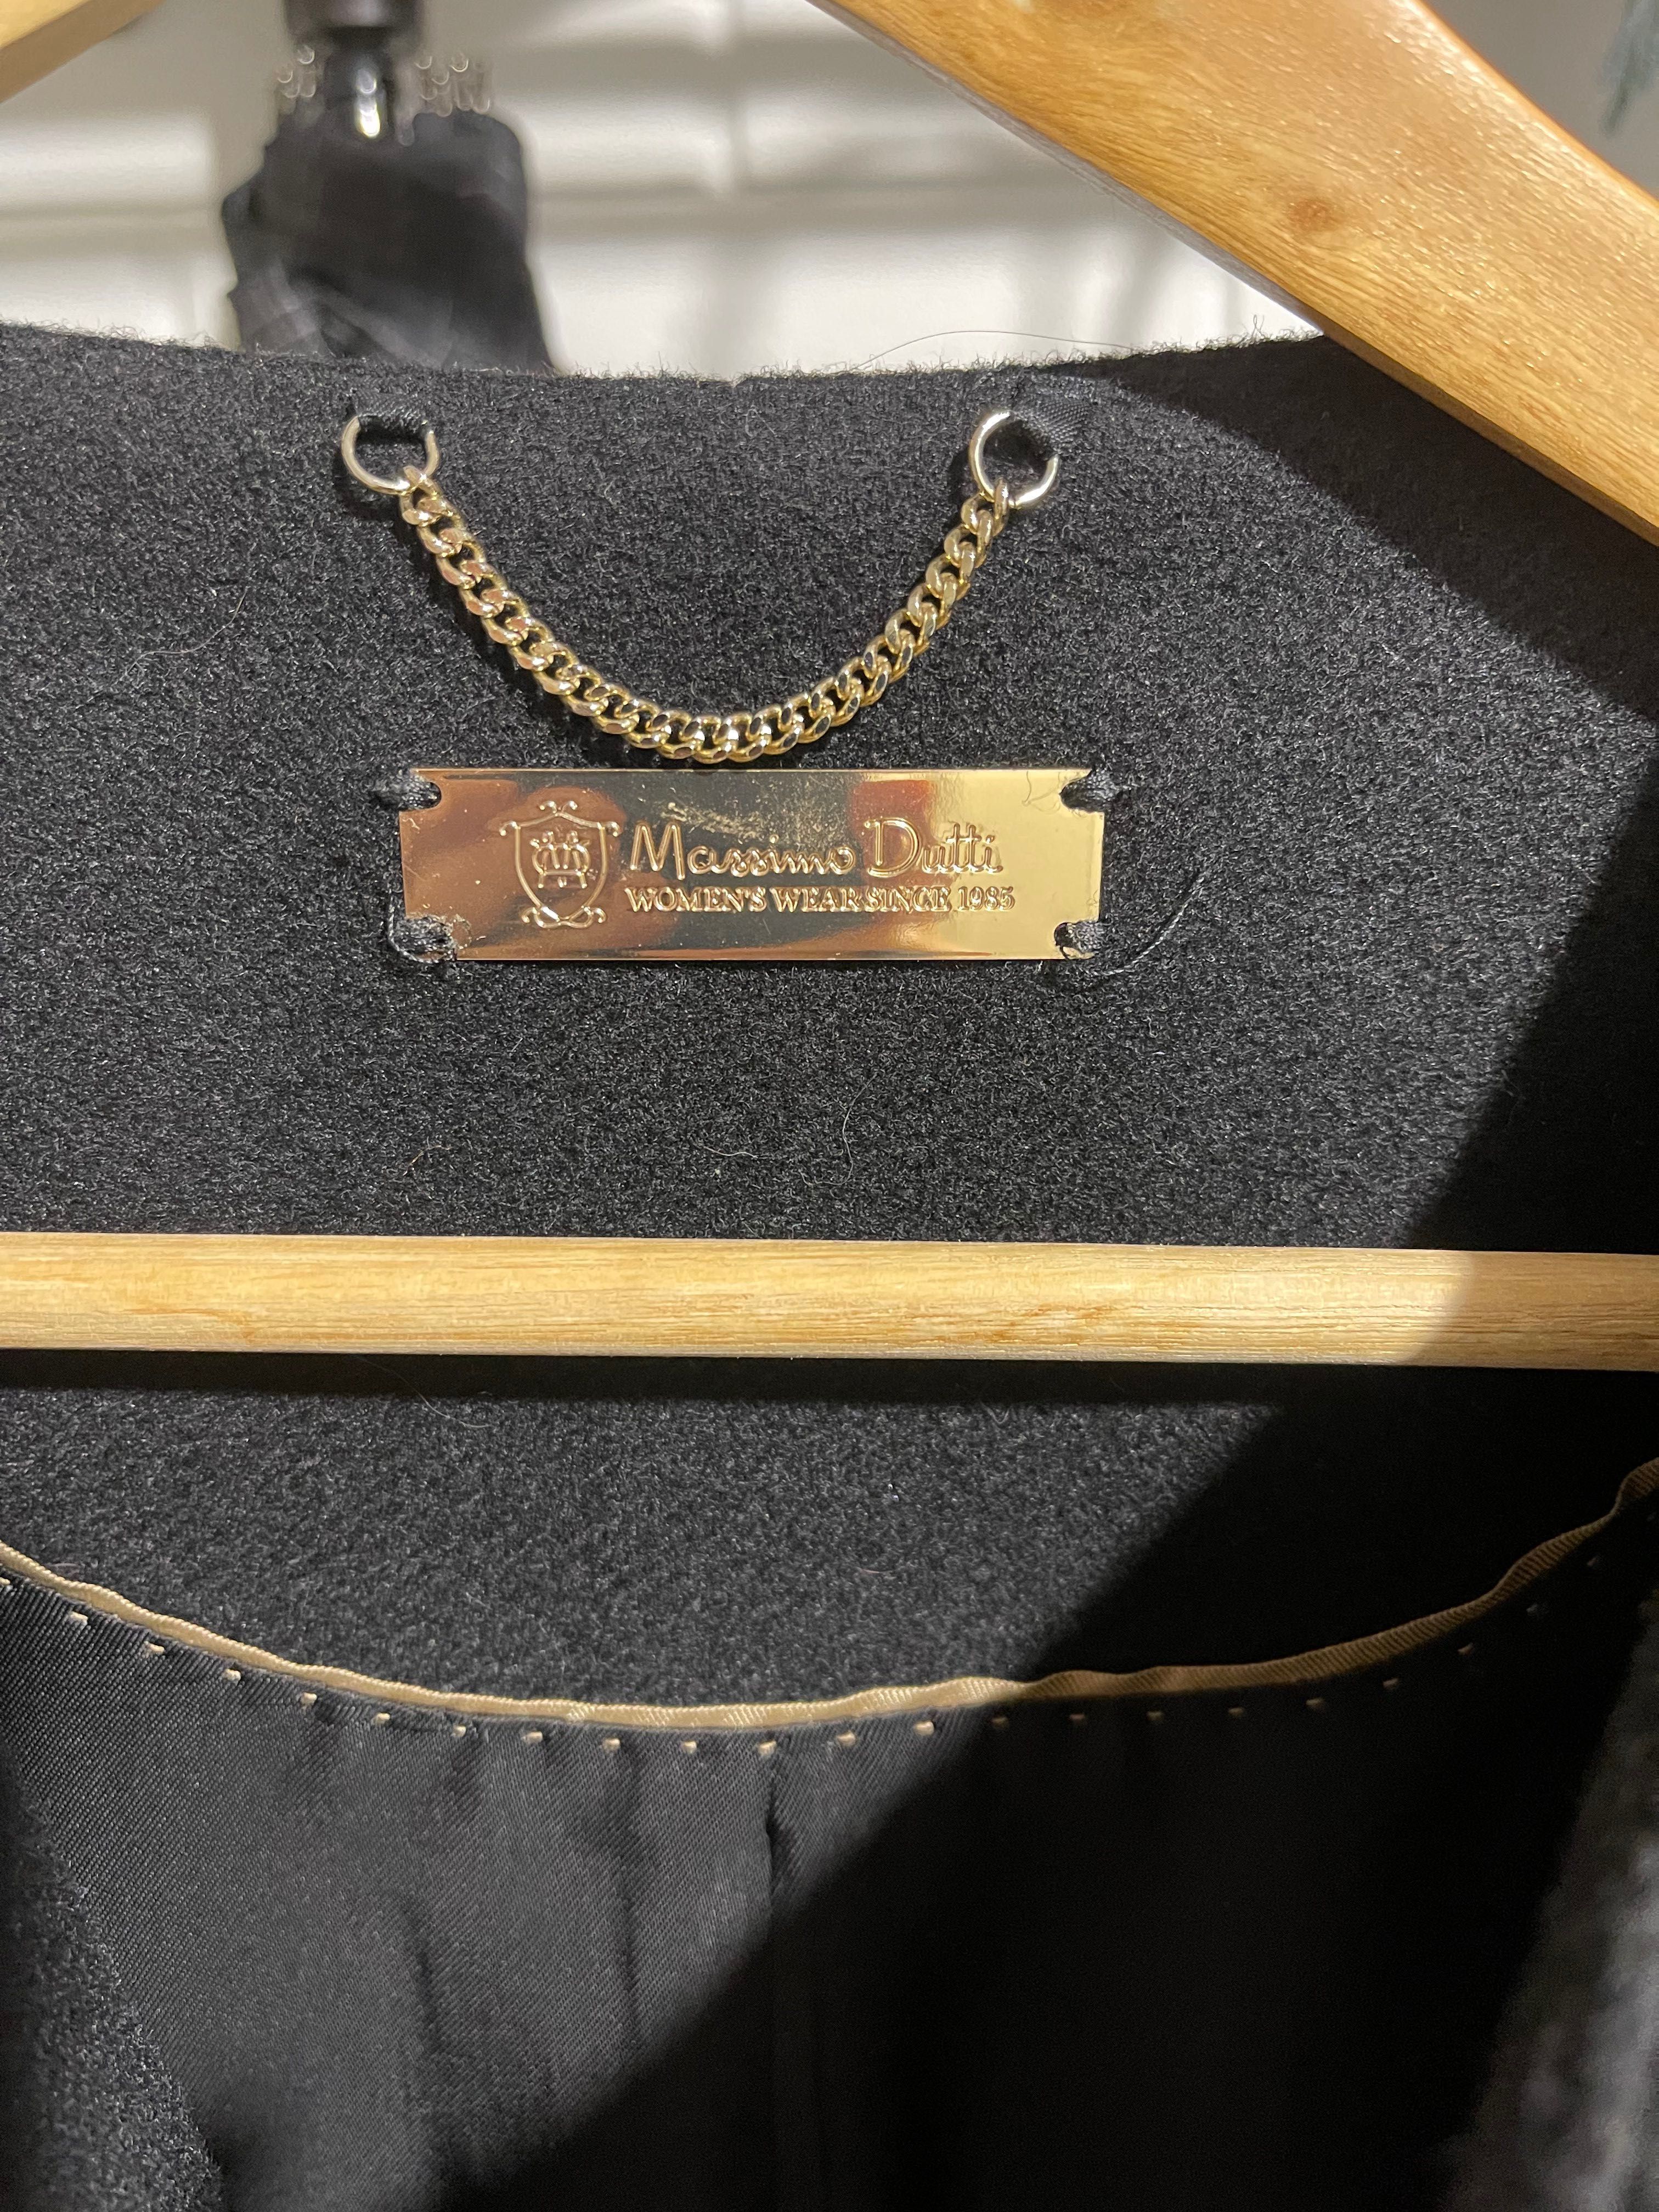 Massimo Dutti
WOMEN'S WEAR SINCE 1985